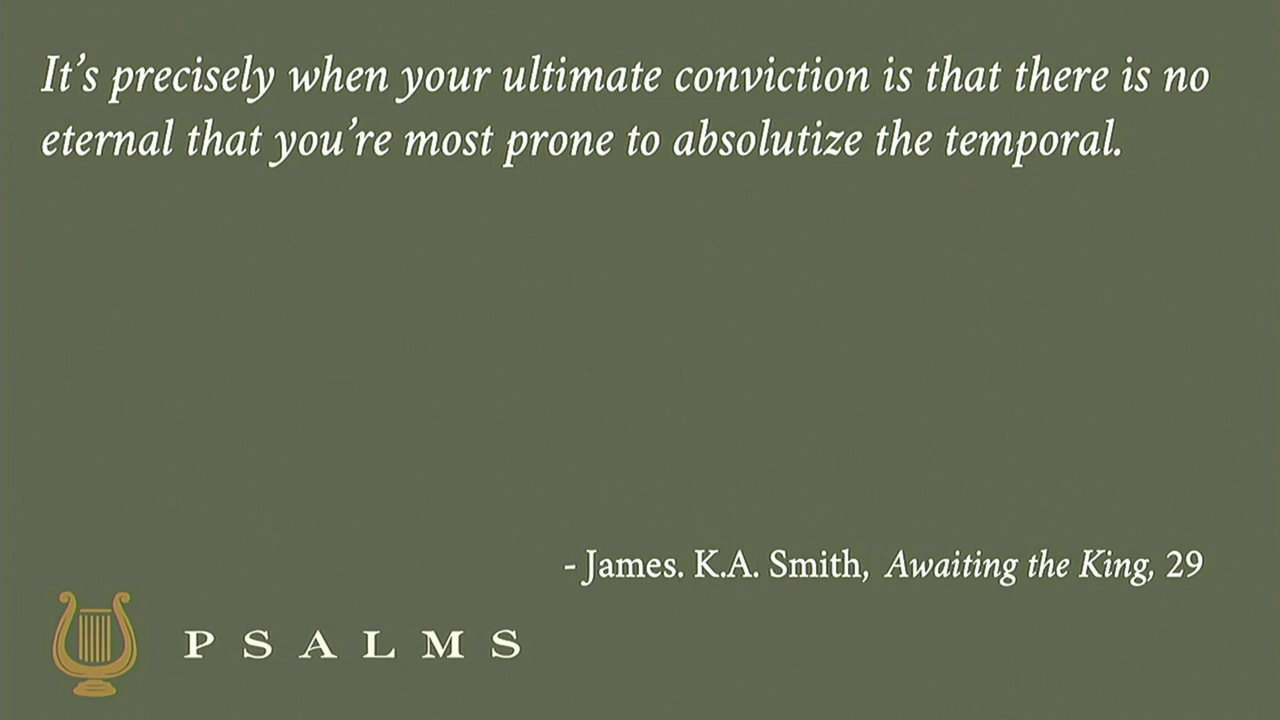 It’s precisely when your ultimate conviction is that there is no
eternal that you’re most prone to absolutize the temporal.
- James. K.A. Smith, Awaiting the King, 29
PSALMS